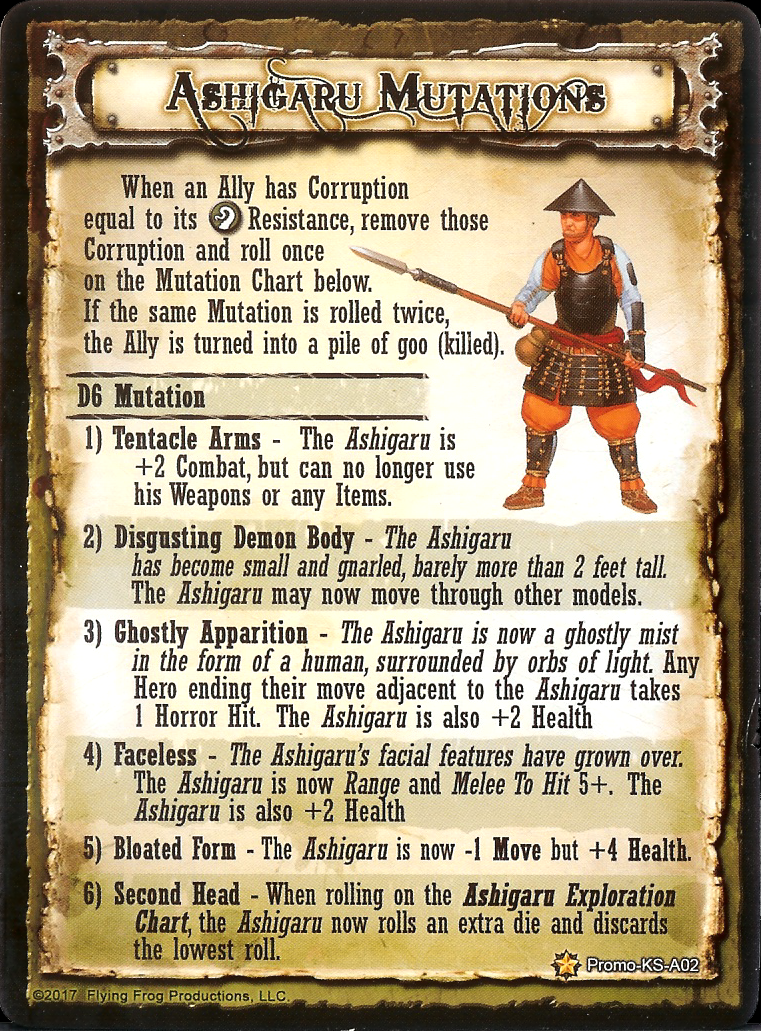 Ashigaru Mutations
When an Ally has Corruption
equal to its Resistance, remove those
Corruption and roll once
on the Mutation Chart below.
If the same Mutation is rolled twice,
the Ally is turned into a pile of goo (killed).
D6 Mutation
1) Tentacle Arms - The Ashigaru is
+2 Combat, but can no longer use
his Weapons or any Items.
2) Disgusting Demon Body - The Ashigaru
has become small and gnarled, barely more than 2 feet tall.
The Ashigaru may now move through other models.
3) Ghostly Apparition - The Ashigaru is now a ghostly mist
in the form of a human, surrounded by orbs of light. Any
Hero ending their move adjacent to the Ashigaru takes
1 Horror Hit. The Ashigaru is also +2 Health
4) Faceless - The Ashigaru's facial features have grown over.
The Ashigaru is now Range and Melee To Hit 5+. The
Ashigaru is also +2 Health
5) Bloated Form - The Ashigaru is now -1 Move but +4 Health.
6) Second Head - When rolling on the Ashigaru Exploration
Chart, the Ashigaru now rolls an extra die and discards
the lowest roll.
Promo-KS-A02
©2017 Flying Frog Productions, LLC.